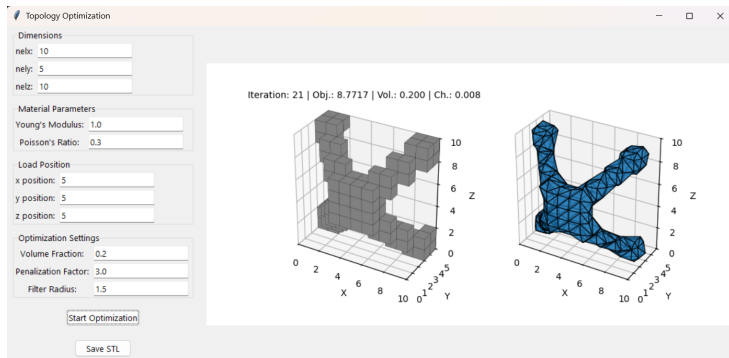 Topology Optimization
Dimensions
nelx: 10
nely: 5
nelz: 10
Material Parameters
Young's Modulus: 1.0
Poisson's Ratio: 0.3
Load Position
x position: 5
y position: 5
z position: 5
Optimization Settings
Volume Fraction: 0.2
Penalization Factor: 3.0
Filter Radius: 1.5
Start Optimization
Save STL
Iteration: 21 | Obj.: 8.7717 | Vol.: 0.200 | Ch.: 0.008
10
8
6
4
2
0
Z
0 2 4 6 8 10
X
0 1 2 3 4 5
Y
10
8
6
4
2
0
Z
0 2 4 6 8 10
X
0 1 2 3 4 5
Y